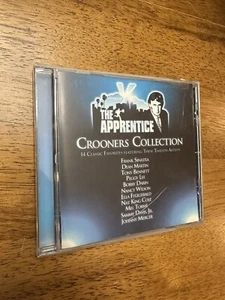 THE
APPRENTICE
CROONERS COLLECTION
14 CLASSIC FAVORITES FEATURING THESE TIMELESS ARTISTS
FRANK SINATRA
DEAN MARTIN
TONY BENNETT
PEGGY LEE
BOBBY DARIN
NANCY WILSON
ELLA FITZGERALD
NAT KING COLE
MEL TORMÉ
SAMMY DAVIS, JR.
JOHNNY MERCER